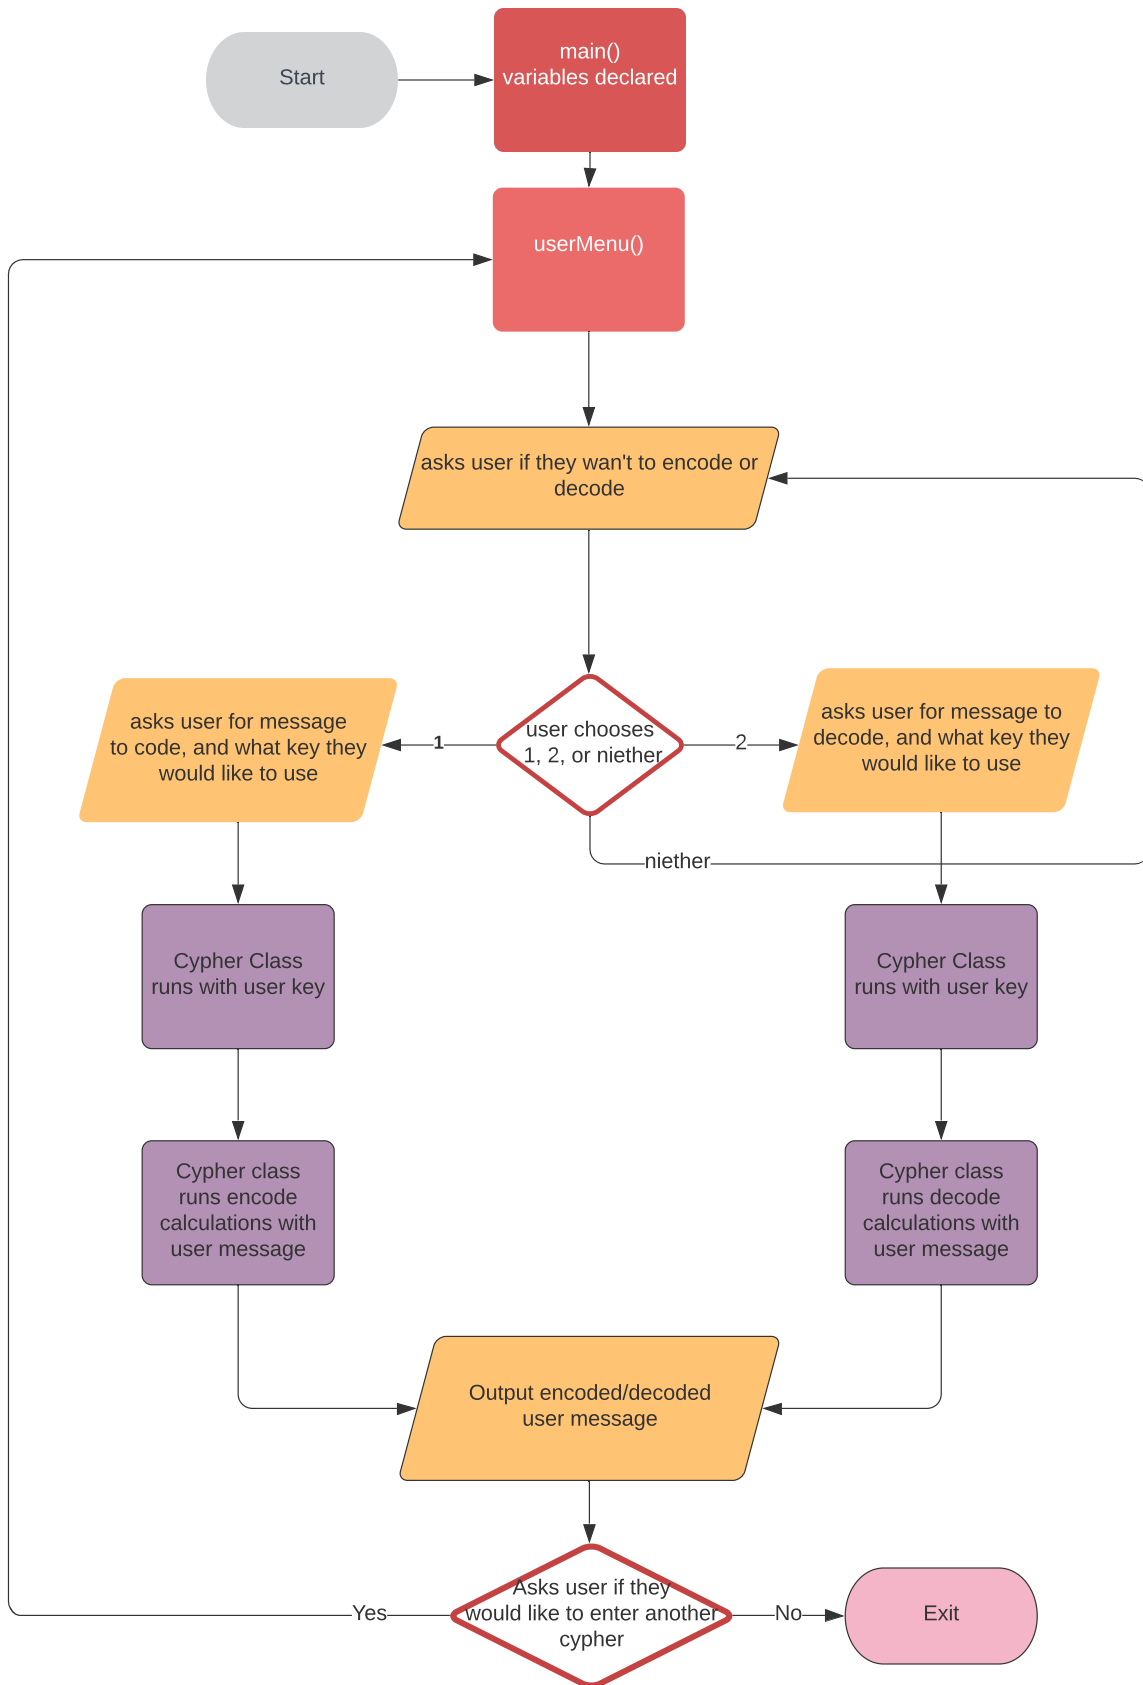 Start
main()
variables declared
userMenu()
asks user if they wan't to encode or
decode
asks user for message
to code, and what key they
would like to use
1
user chooses
1, 2, or niether
2
asks user for message to
decode, and what key they
would like to use
niether
Cypher Class
runs with user key
Cypher Class
runs with user key
Cypher class
runs encode
calculations with
user message
Cypher class
runs decode
calculations with
user message
Output encoded/decoded
user message
Yes
Asks user if they
would like to enter another
cypher
No
Exit